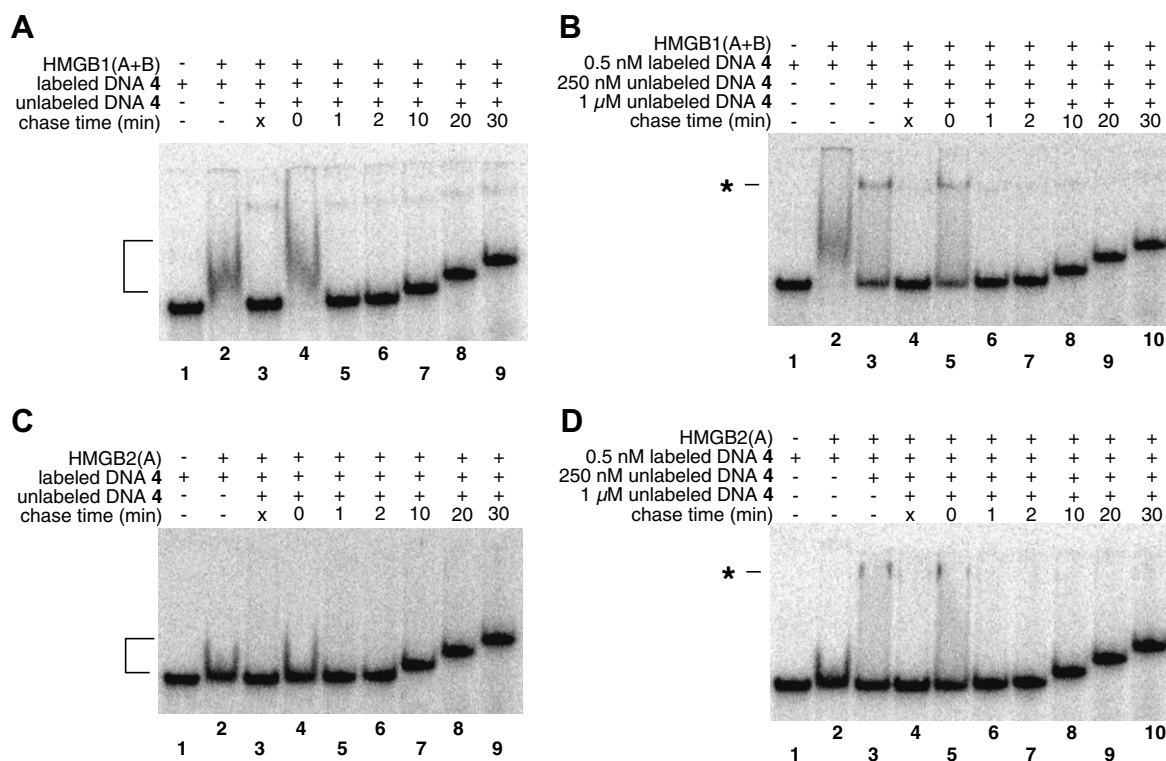 A
HMGB1(A+B) - + + + + + + + +
labeled DNA 4 + + + + + + + + +
unlabeled DNA 4 - - + + + + + + +
chase time (min) - - x 0 1 2 10 20 30
1 2 3 4 5 6 7 8 9
B
HMGB1(A+B) - + + + + + + + + +
0.5 nM labeled DNA 4 + + + + + + + + + +
250 nM unlabeled DNA 4 - - + + + + + + + +
1 µM unlabeled DNA 4 - - - + + + + + + +
chase time (min) - - - x 0 1 2 10 20 30
* –
1 2 3 4 5 6 7 8 9 10
C
HMGB2(A) - + + + + + + + +
labeled DNA 4 + + + + + + + + +
unlabeled DNA 4 - - + + + + + + +
chase time (min) - - x 0 1 2 10 20 30
1 2 3 4 5 6 7 8 9
D
HMGB2(A) - + + + + + + + + +
0.5 nM labeled DNA 4 + + + + + + + + + +
250 nM unlabeled DNA 4 - - + + + + + + + +
1 µM unlabeled DNA 4 - - - + + + + + + +
chase time (min) - - - x 0 1 2 10 20 30
* –
1 2 3 4 5 6 7 8 9 10